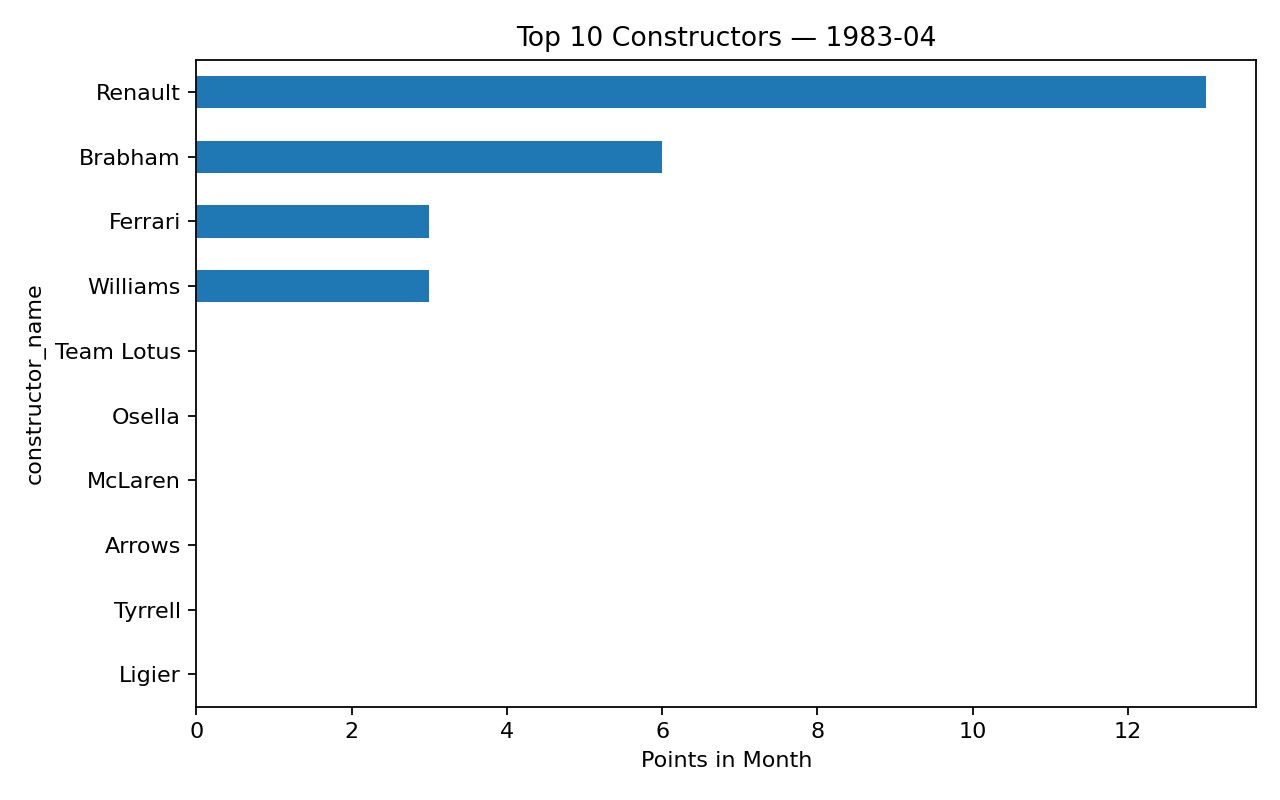 Top 10 Constructors — 1983-04
Renault
Brabham
Ferrari
Williams
Team Lotus
Osella
McLaren
Arrows
Tyrrell
Ligier
constructor_name
0 2 4 6 8 10 12
Points in Month